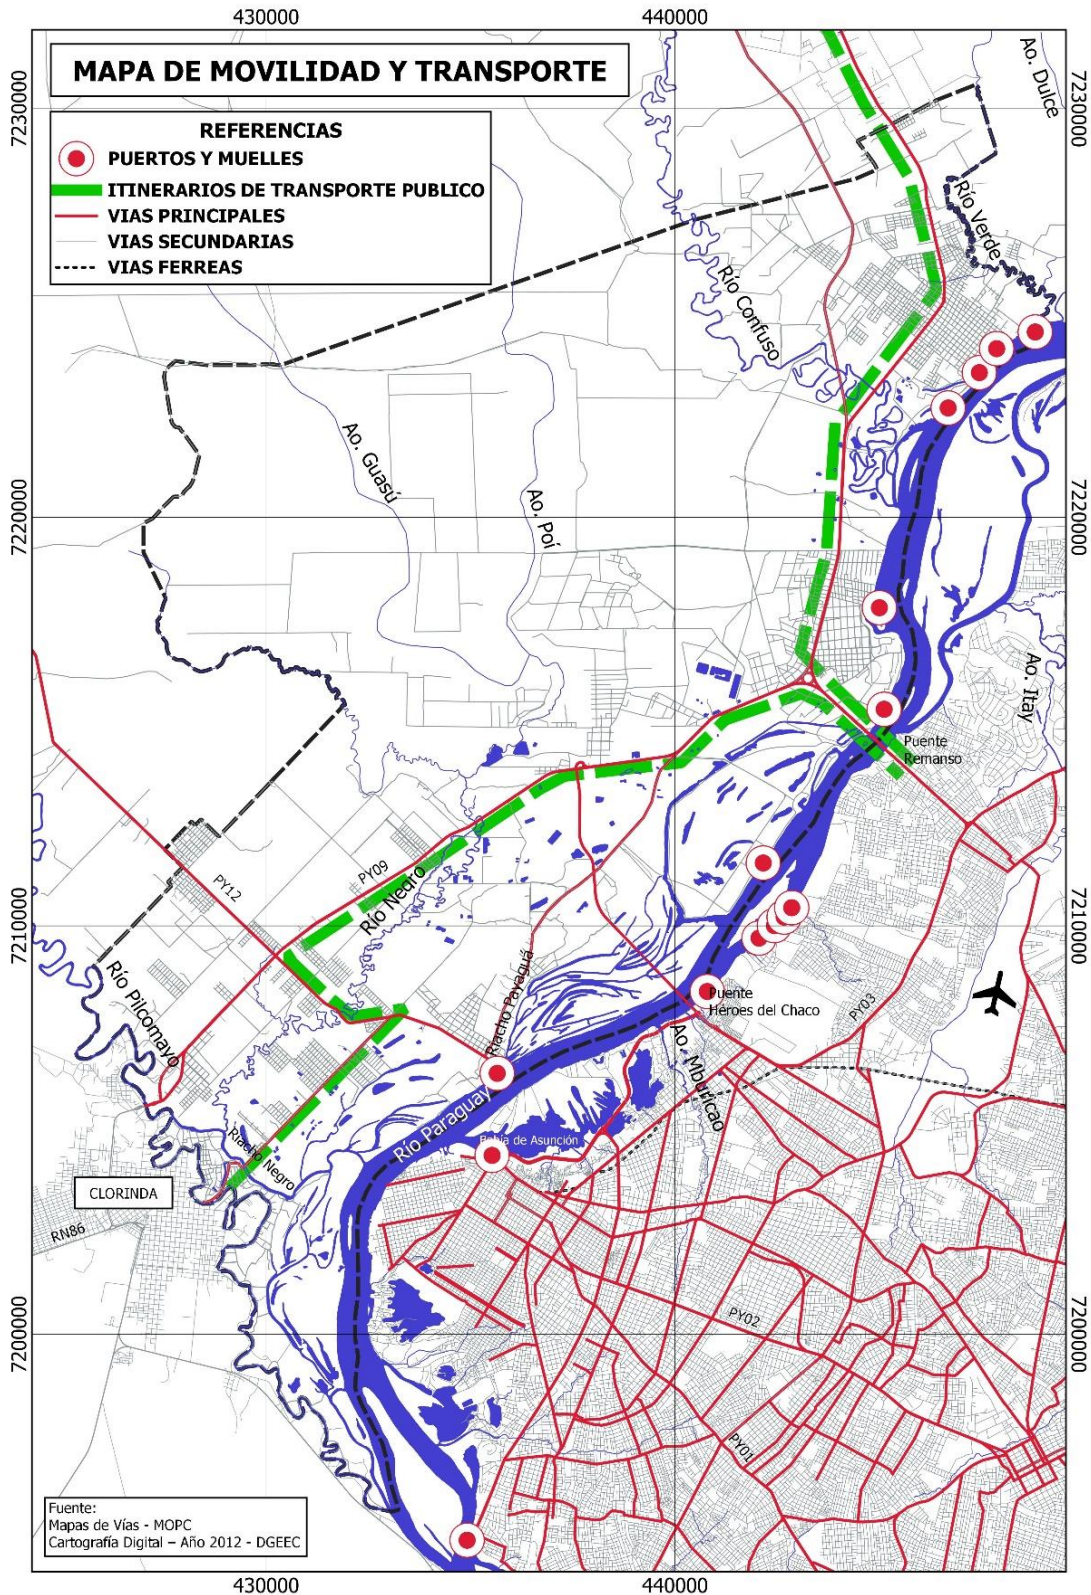 430000
440000
MAPA DE MOVILIDAD Y TRANSPORTE
REFERENCIAS
PUERTOS Y MUELLES
ITINERARIOS DE TRANSPORTE PUBLICO
VIAS PRINCIPALES
VIAS SECUNDARIAS
VIAS FERREAS
7230000
7230000
Ao. Dulce
Río Verde
Río Confuso
Ao. Guasú
Ao. Poí
7220000
7220000
Ao. Itay
Puente
Remanso
PY09
PY12
Río Negro
7210000
7210000
Río Pilcomayo
Riacho Payaguá
Puente
Héroes del Chaco
PY03
Ao. Mburicao
Río Paraguay
Bahía de Asunción
Riacho Negro
CLORINDA
RN86
7200000
7200000
PY02
PY01
Fuente:
Mapas de Vías - MOPC
Cartografía Digital – Año 2012 - DGEEC
430000
440000